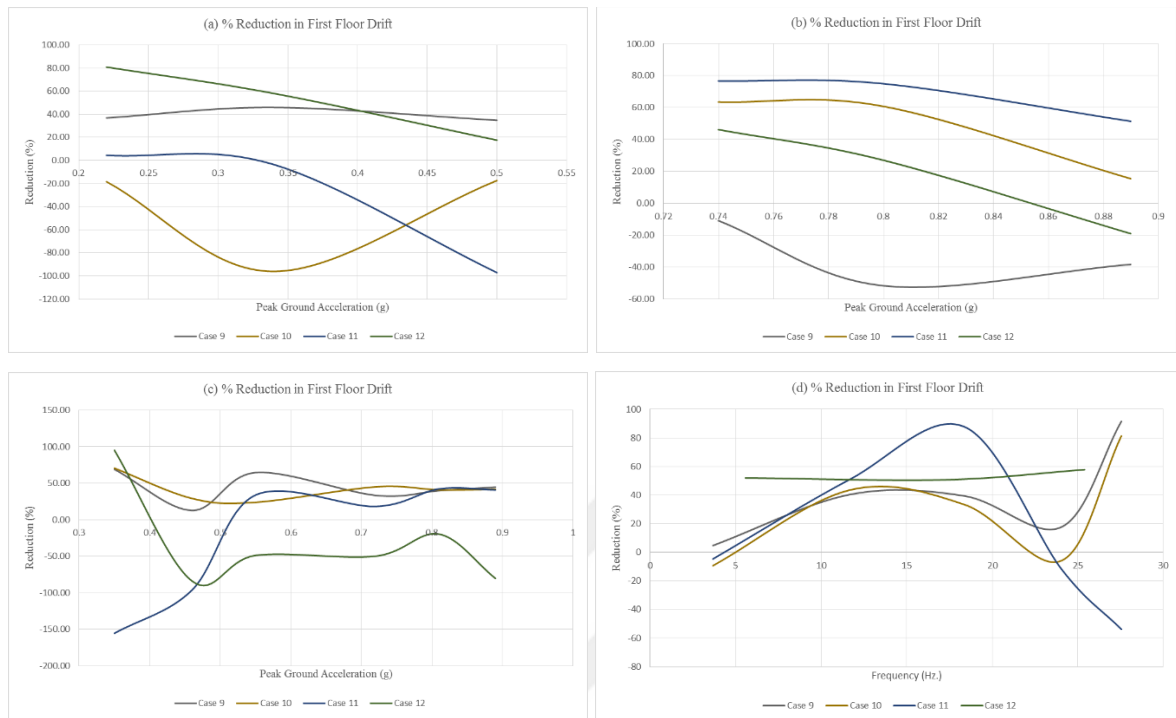 (a) % Reduction in First Floor Drift
100.00
80.00
60.00
40.00
20.00
0.00
-20.00
-40.00
-60.00
-80.00
-100.00
-120.00
0.2 0.25 0.3 0.35 0.4 0.45 0.5 0.55
Reduction (%)
Peak Ground Acceleration (g)
Case 9 Case 10 Case 11 Case 12
(b) % Reduction in First Floor Drift
100.00
80.00
60.00
40.00
20.00
0.00
-20.00
-40.00
-60.00
0.72 0.74 0.76 0.78 0.8 0.82 0.84 0.86 0.88 0.9
Reduction (%)
Peak Ground Acceleration (g)
Case 9 Case 10 Case 11 Case 12
(c) % Reduction in First Floor Drift
150.00
100.00
50.00
0.00
-50.00
-100.00
-150.00
-200.00
0.3 0.4 0.5 0.6 0.7 0.8 0.9 1
Reduction (%)
Peak Ground Acceleration (g)
Case 9 Case 10 Case 11 Case 12
(d) % Reduction in First Floor Drift
100
80
60
40
20
0
-20
-40
-60
-80
0 5 10 15 20 25 30
Reduction (%)
Frequency (Hz.)
Case 9 Case 10 Case 11 Case 12